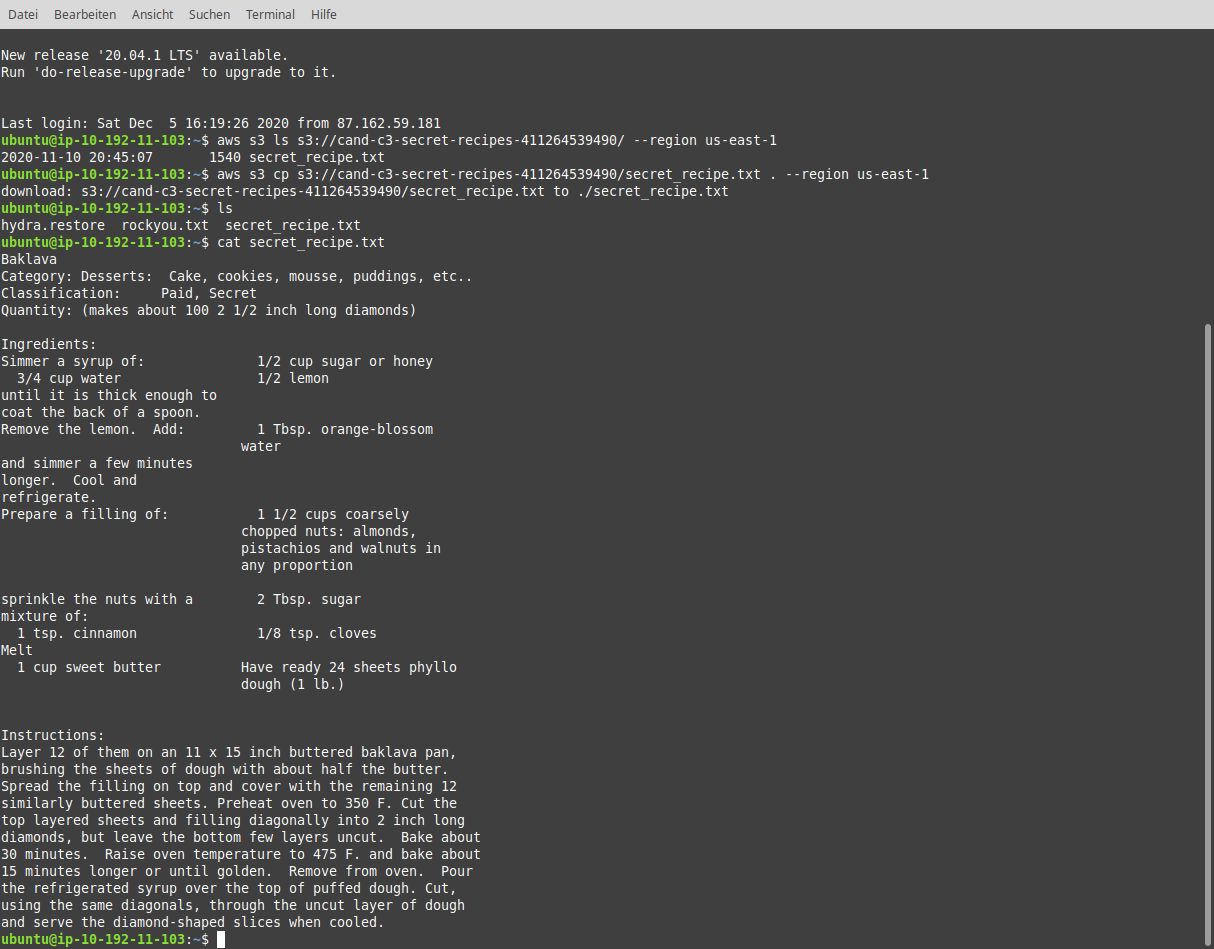 Datei Bearbeiten Ansicht Suchen Terminal Hilfe
New release '20.04.1 LTS' available.
Run 'do-release-upgrade' to upgrade to it.
Last login: Sat Dec  5 16:19:26 2020 from 87.162.59.181
ubuntu@ip-10-192-11-103:~$ aws s3 ls s3://cand-c3-secret-recipes-411264539490/ --region us-east-1
2020-11-10 20:45:07       1540 secret_recipe.txt
ubuntu@ip-10-192-11-103:~$ aws s3 cp s3://cand-c3-secret-recipes-411264539490/secret_recipe.txt . --region us-east-1
download: s3://cand-c3-secret-recipes-411264539490/secret_recipe.txt to ./secret_recipe.txt
ubuntu@ip-10-192-11-103:~$ ls
hydra.restore  rockyou.txt  secret_recipe.txt
ubuntu@ip-10-192-11-103:~$ cat secret_recipe.txt
Baklava
Category: Desserts:  Cake, cookies, mousse, puddings, etc..
Classification:     Paid, Secret
Quantity: (makes about 100 2 1/2 inch long diamonds)
Ingredients:
Simmer a syrup of:              1/2 cup sugar or honey
  3/4 cup water                 1/2 lemon
until it is thick enough to
coat the back of a spoon.
Remove the lemon.  Add:         1 Tbsp. orange-blossom
                              water
and simmer a few minutes
longer.  Cool and
refrigerate.
Prepare a filling of:           1 1/2 cups coarsely
                              chopped nuts: almonds,
                              pistachios and walnuts in
                              any proportion
sprinkle the nuts with a        2 Tbsp. sugar
mixture of:
  1 tsp. cinnamon               1/8 tsp. cloves
Melt
  1 cup sweet butter          Have ready 24 sheets phyllo
                              dough (1 lb.)
Instructions:
Layer 12 of them on an 11 x 15 inch buttered baklava pan,
brushing the sheets of dough with about half the butter.
Spread the filling on top and cover with the remaining 12
similarly buttered sheets. Preheat oven to 350 F. Cut the
top layered sheets and filling diagonally into 2 inch long
diamonds, but leave the bottom few layers uncut.  Bake about
30 minutes.  Raise oven temperature to 475 F. and bake about
15 minutes longer or until golden.  Remove from oven.  Pour
the refrigerated syrup over the top of puffed dough. Cut,
using the same diagonals, through the uncut layer of dough
and serve the diamond-shaped slices when cooled.
ubuntu@ip-10-192-11-103:~$